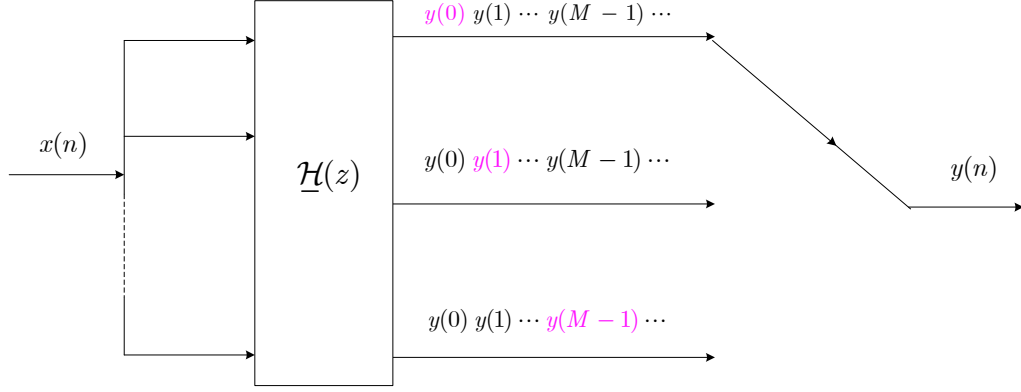 y(0) y(1) ⋯ y(M − 1) ⋯
x(n)
y(0) y(1) ⋯ y(M − 1) ⋯
y(n)
ℋ(z)
y(0) y(1) ⋯ y(M − 1) ⋯